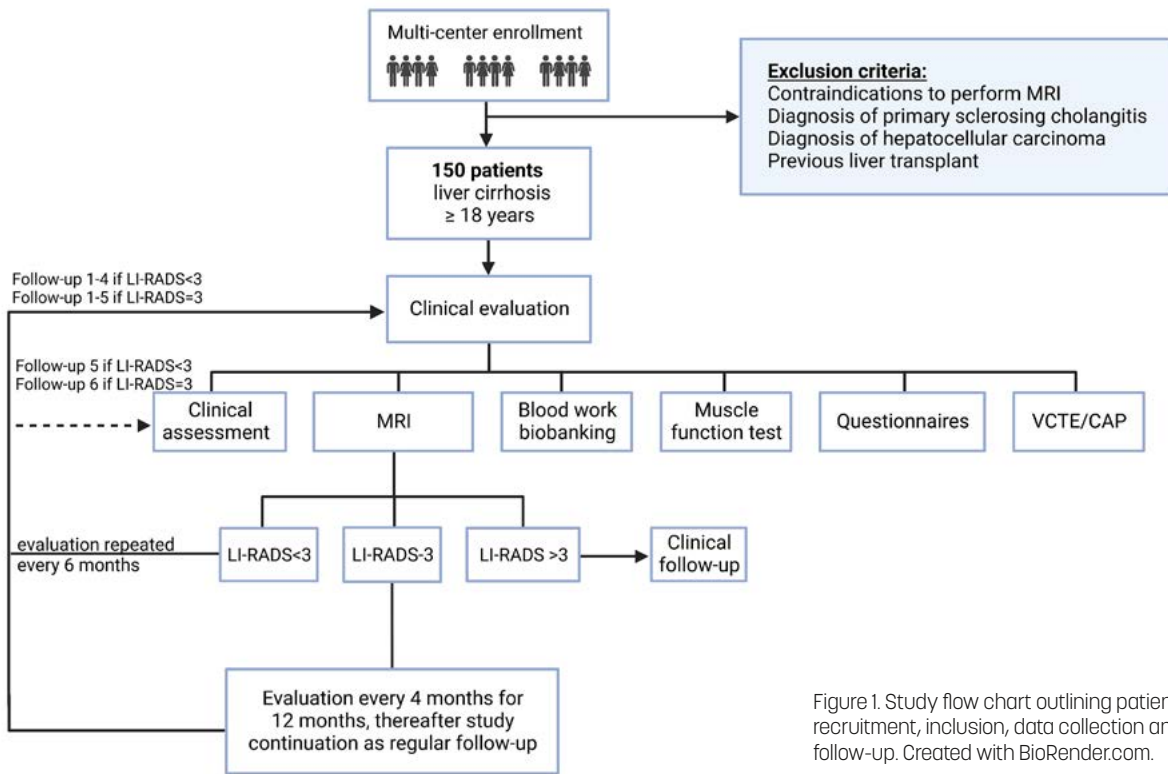 Multi-center enrollment
Exclusion criteria:
Contraindications to perform MRI
Diagnosis of primary sclerosing cholangitis
Diagnosis of hepatocellular carcinoma
Previous liver transplant
150 patients
liver cirrhosis
≥ 18 years
Follow-up 1-4 if LI-RADS<3
Follow-up 1-5 if LI-RADS=3
Clinical evaluation
Follow-up 5 if LI-RADS<3
Follow-up 6 if LI-RADS=3
Clinical
assessment
MRI
Blood work
biobanking
Muscle
function test
Questionnaires
VCTE/CAP
evaluation repeated
every 6 months
LI-RADS<3
LI-RADS-3
LI-RADS >3
Clinical
follow-up
Evaluation every 4 months for
12 months, thereafter study
continuation as regular follow-up
Figure 1. Study flow chart outlining
recruitment, inclusion, data collection
follow-up. Created with BioRender.com.